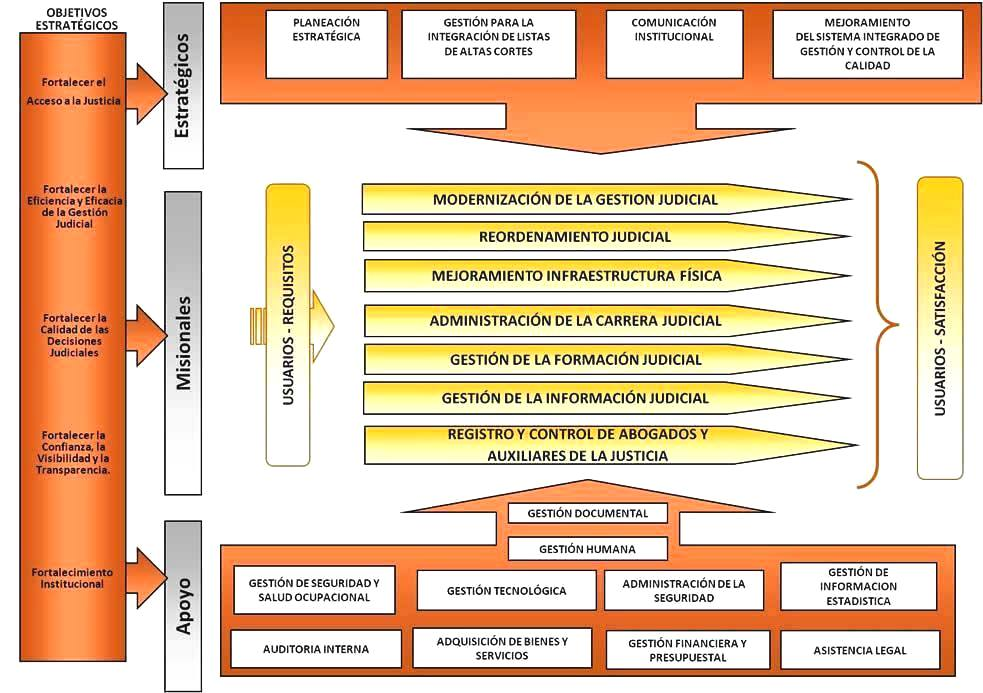 OBJETIVOS
ESTRATÉGICOS
Fortalecer el
Acceso a la Justicia
Fortalecer la
Eficiencia y Eficacia
de la Gestión
Judicial
Fortalecer la
Calidad de las
Decisiones
Judiciales
Fortalecer la
Confianza, la
Visibilidad y la
Transparencia.
Fortalecimiento
Institucional
Estratégicos
Misionales
Apoyo
PLANEACIÓN
ESTRATÉGICA
GESTIÓN PARA LA
INTEGRACIÓN DE LISTAS
DE ALTAS CORTES
COMUNICACIÓN
INSTITUCIONAL
MEJORAMIENTO
DEL SISTEMA INTEGRADO DE
GESTIÓN Y CONTROL DE LA
CALIDAD
USUARIOS - REQUISITOS
MODERNIZACIÓN DE LA GESTION JUDICIAL
REORDENAMIENTO JUDICIAL
MEJORAMIENTO INFRAESTRUCTURA FÍSICA
ADMINISTRACIÓN DE LA CARRERA JUDICIAL
GESTIÓN DE LA FORMACIÓN JUDICIAL
GESTIÓN DE LA INFORMACIÓN JUDICIAL
REGISTRO Y CONTROL DE ABOGADOS Y
AUXILIARES DE LA JUSTICIA
USUARIOS - SATISFACCIÓN
GESTIÓN DOCUMENTAL
GESTIÓN HUMANA
GESTIÓN DE SEGURIDAD Y
SALUD OCUPACIONAL
GESTIÓN TECNOLÓGICA
ADMINISTRACIÓN DE LA
SEGURIDAD
GESTIÓN DE
INFORMACION
ESTADISTICA
AUDITORIA INTERNA
ADQUISICIÓN DE BIENES Y
SERVICIOS
GESTIÓN FINANCIERA Y
PRESUPUESTAL
ASISTENCIA LEGAL